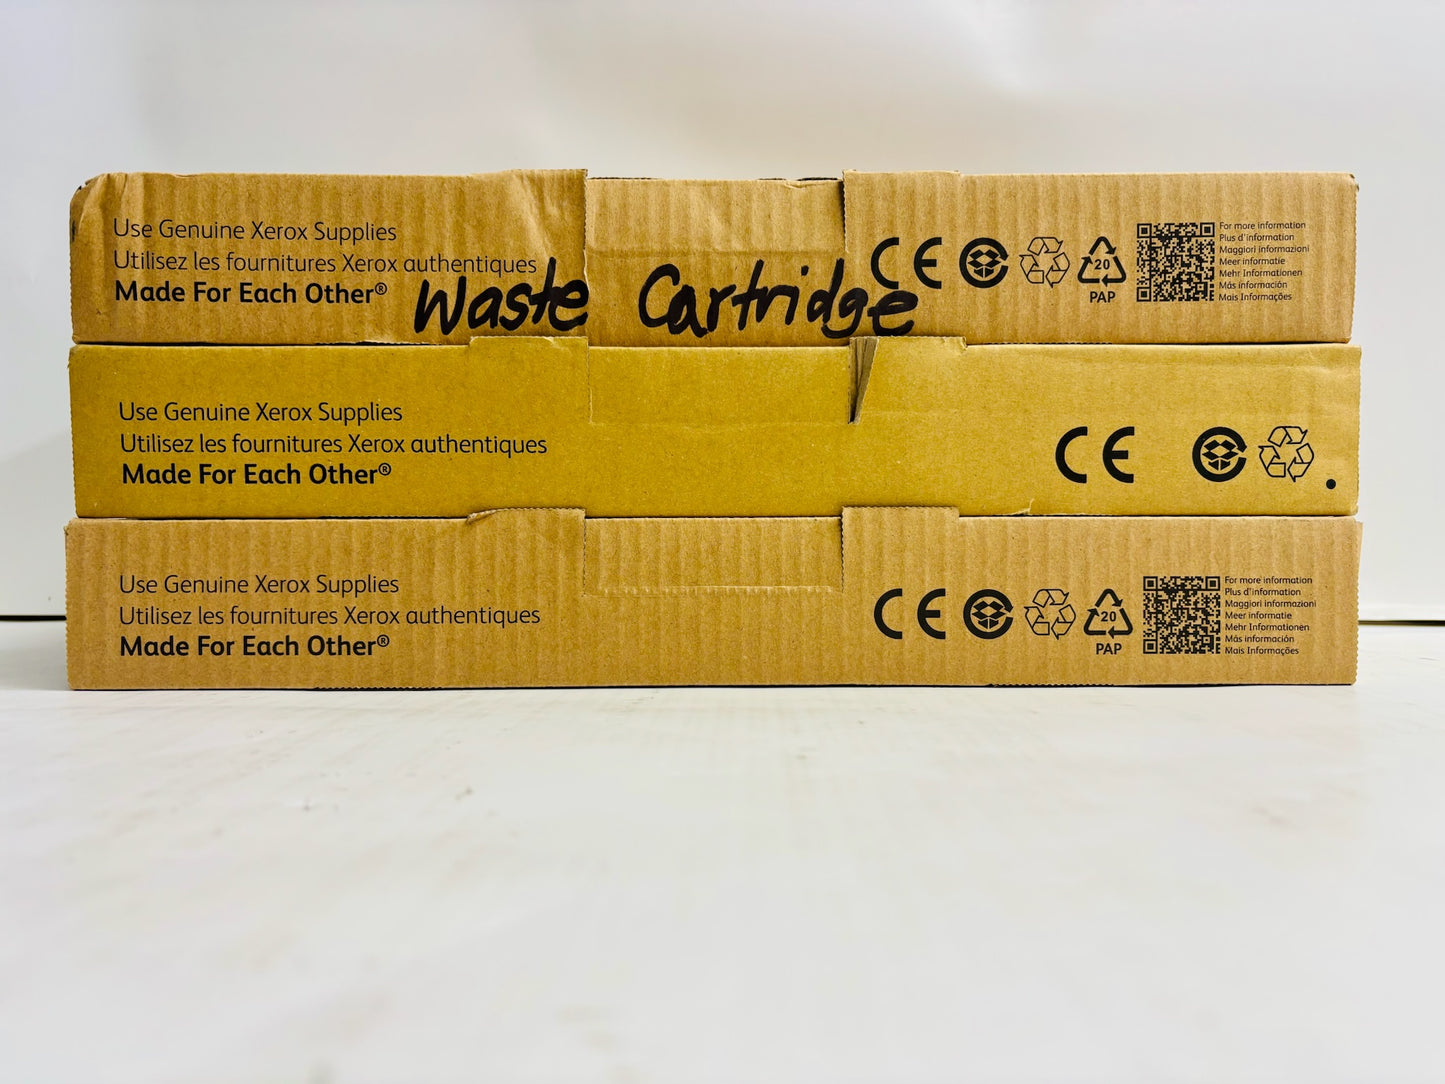 Use Genuine Xerox Supplies
Utilisez les fournitures Xerox authentiques
Made For Each Other®
Waste Cartridge
CE
20
PAP
For more information
Plus d'information
Maggiori informazioni
Meer informatie
Mehr Informationen
Más información
Mais Informações
Use Genuine Xerox Supplies
Utilisez les fournitures Xerox authentiques
Made For Each Other®
CE
Use Genuine Xerox Supplies
Utilisez les fournitures Xerox authentiques
Made For Each Other®
CE
20
PAP
For more information
Plus d'information
Maggiori informazioni
Meer informatie
Mehr Informationen
Más información
Mais Informações